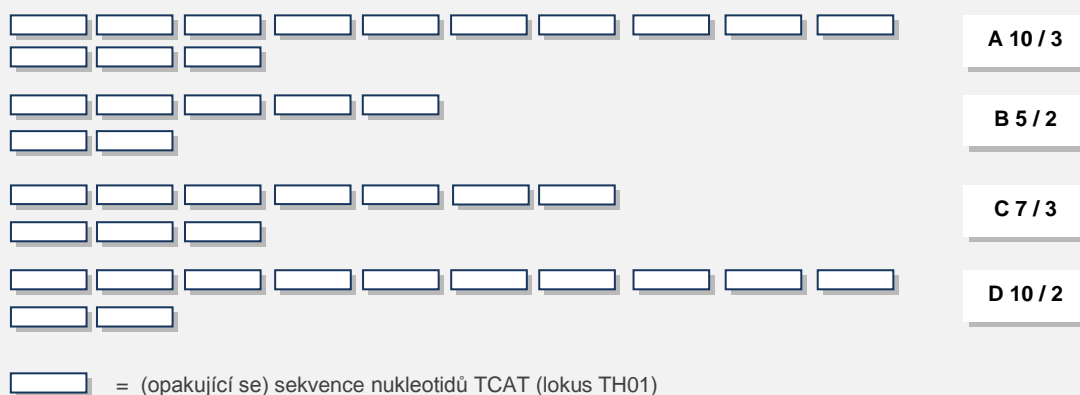 A 10 / 3
B 5 / 2
C 7 / 3
D 10 / 2
= (opakující se) sekvence nukleotidů TCAT (lokus TH01)